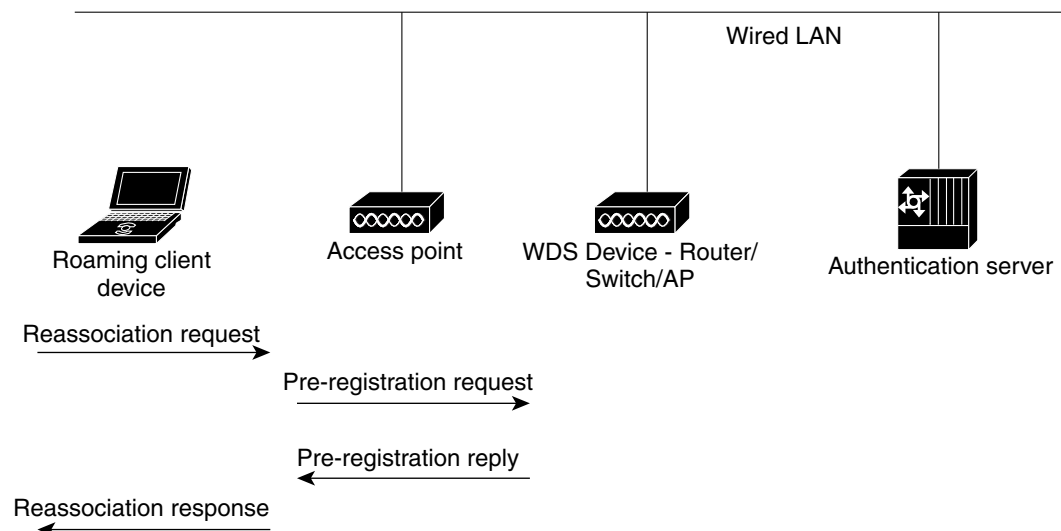 Wired LAN
Roaming client
device
Access point
WDS Device - Router/
Switch/AP
Authentication server
Reassociation request
Pre-registration request
Pre-registration reply
Reassociation response